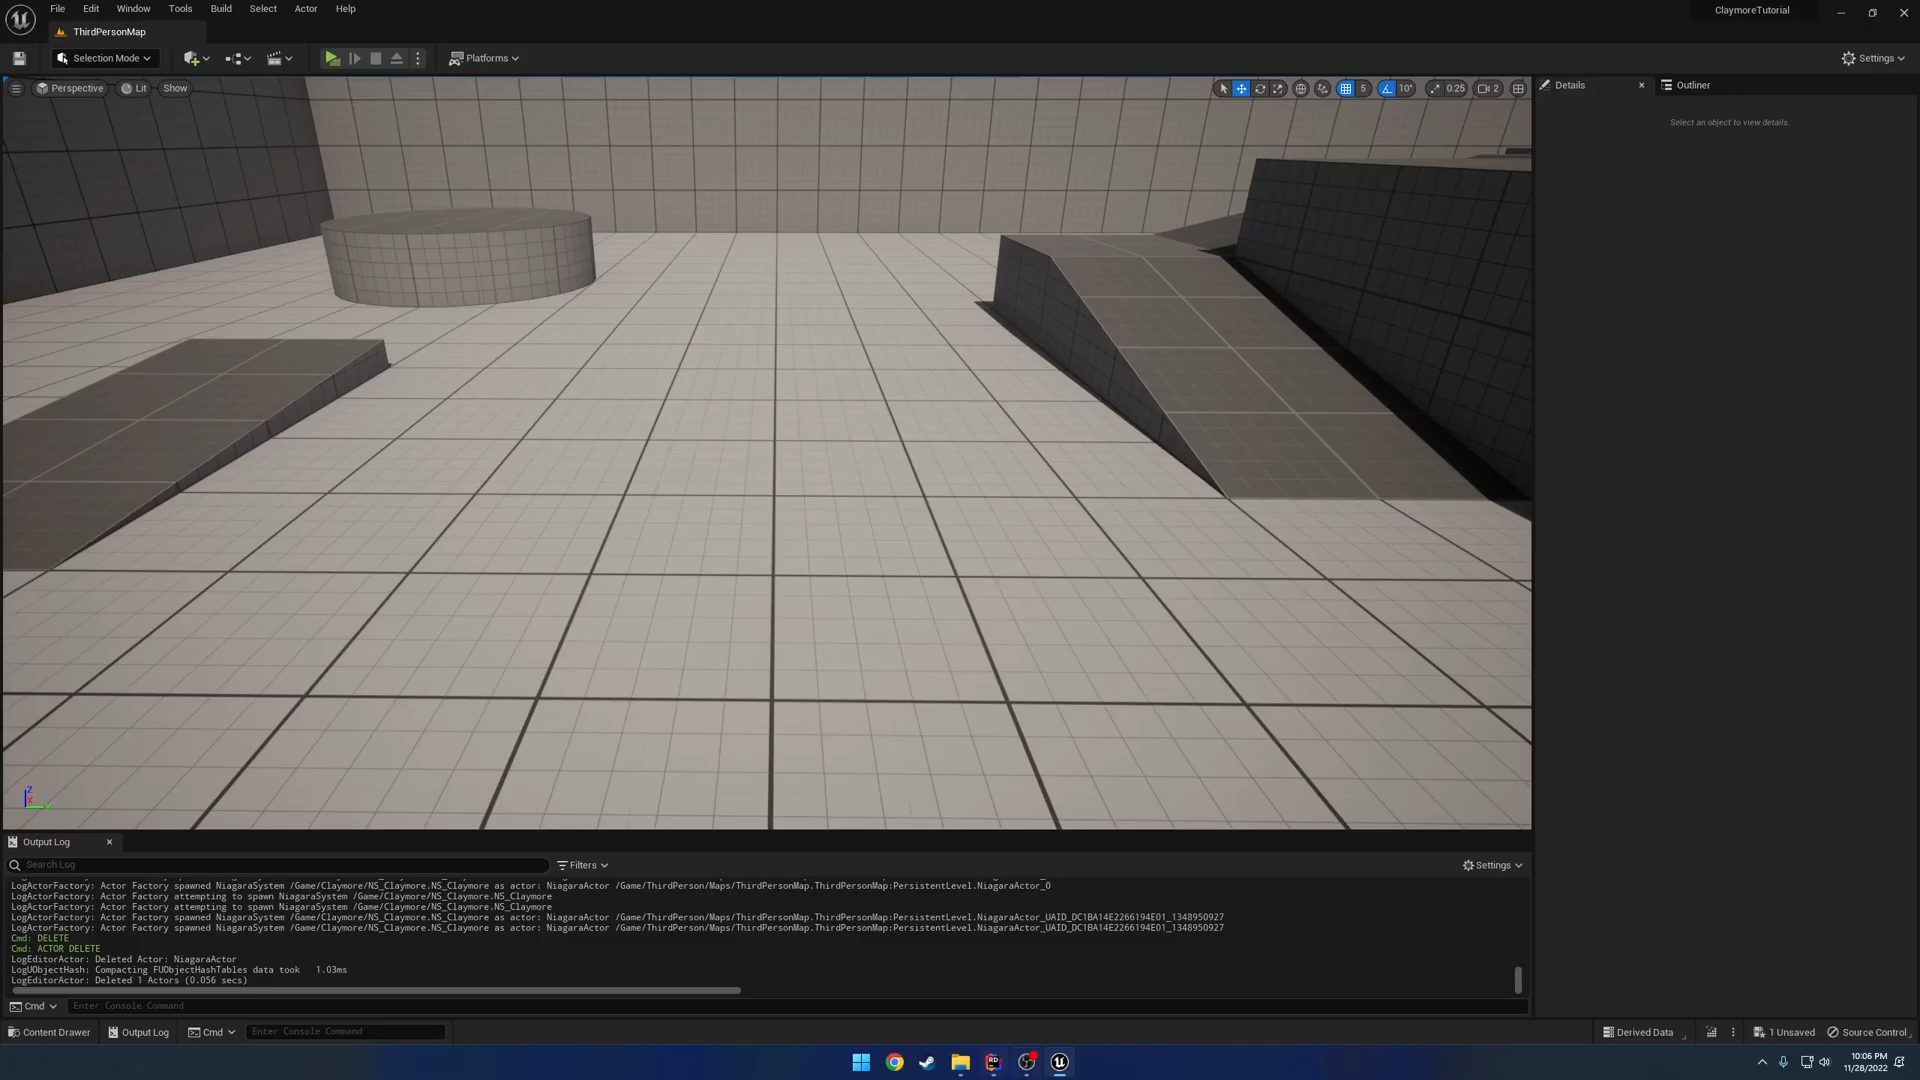 File Edit Window Tools Build Select Actor Help
ClaymoreTutorial
ThirdPersonMap
Selection Mode
Platforms
Settings
Perspective Lit Show
5 10° 0.25 2
Details
Outliner
Select an object to view details.
Z
X
Y
Output Log
Search Log
Filters
Settings
LogActorFactory: Actor Factory spawned NiagaraSystem /Game/Claymore/NS_Claymore.NS_Claymore as actor: NiagaraActor /Game/ThirdPerson/Maps/ThirdPersonMap.ThirdPersonMap:PersistentLevel.NiagaraActor_0
LogActorFactory: Actor Factory attempting to spawn NiagaraSystem /Game/Claymore/NS_Claymore.NS_Claymore
LogActorFactory: Actor Factory attempting to spawn NiagaraSystem /Game/Claymore/NS_Claymore.NS_Claymore
LogActorFactory: Actor Factory spawned NiagaraSystem /Game/Claymore/NS_Claymore.NS_Claymore as actor: NiagaraActor /Game/ThirdPerson/Maps/ThirdPersonMap.ThirdPersonMap:PersistentLevel.NiagaraActor_UAID_DC1BA14E2266194E01_1348950927
LogActorFactory: Actor Factory spawned NiagaraSystem /Game/Claymore/NS_Claymore.NS_Claymore as actor: NiagaraActor /Game/ThirdPerson/Maps/ThirdPersonMap.ThirdPersonMap:PersistentLevel.NiagaraActor_UAID_DC1BA14E2266194E01_1348950927
Cmd: DELETE
Cmd: ACTOR DELETE
LogEditorActor: Deleted Actor: NiagaraActor
LogUObjectHash: Compacting FUObjectHashTables data took 1.03ms
LogEditorActor: Deleted 1 Actors (0.056 secs)
Cmd Enter Console Command
Content Drawer Output Log Cmd Enter Console Command
Derived Data 1 Unsaved Source Control
RD
10:06 PM
11/28/2022